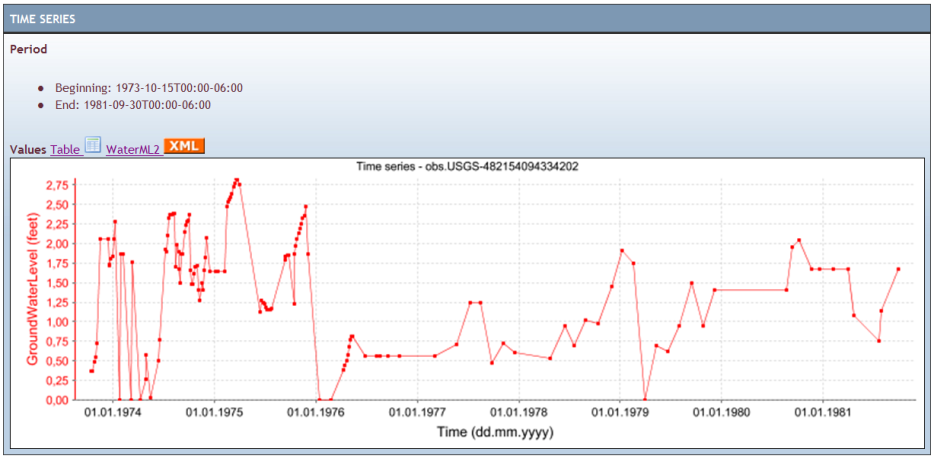 TIME SERIES
Period
● Beginning: 1973-10-15T00:00-06:00
● End: 1981-09-30T00:00-06:00
Values Table WaterML2 XML
Time series - obs.USGS-482154094334202
GroundWaterLevel (feet)
2,75
2,50
2,25
2,00
1,75
1,50
1,25
1,00
0,75
0,50
0,25
0,00
01.01.1974 01.01.1975 01.01.1976 01.01.1977 01.01.1978 01.01.1979 01.01.1980 01.01.1981
Time (dd.mm.yyyy)